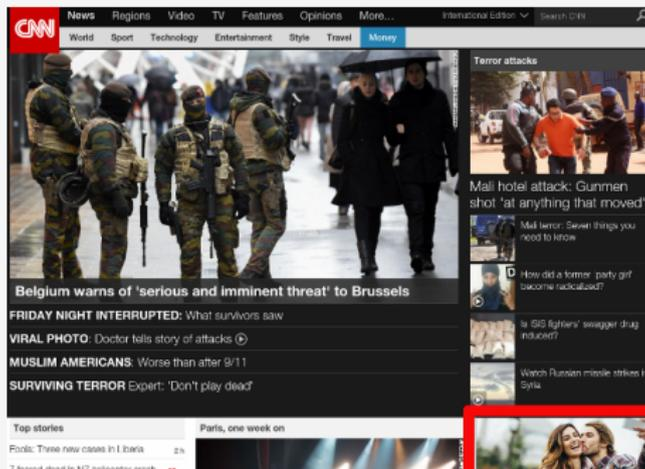 CNN
News Regions Video TV Features Opinions More... International Edition Search CNN
World Sport Technology Entertainment Style Travel Money
Terror attacks
Mali hotel attack: Gunmen
shot 'at anything that moved'
Mali terror: Seven things you
need to know
How did a former 'party girl'
become radicalized?
Is ISIS fighters' swagger drug
induced?
Watch Russian missile strikes in
Syria
Belgium warns of 'serious and imminent threat' to Brussels
FRIDAY NIGHT INTERRUPTED: What survivors saw
VIRAL PHOTO: Doctor tells story of attacks
MUSLIM AMERICANS: Worse than after 9/11
SURVIVING TERROR Expert: 'Don't play dead'
Top stories
Paris, one week on
Ebola: Three new cases in Liberia 2h